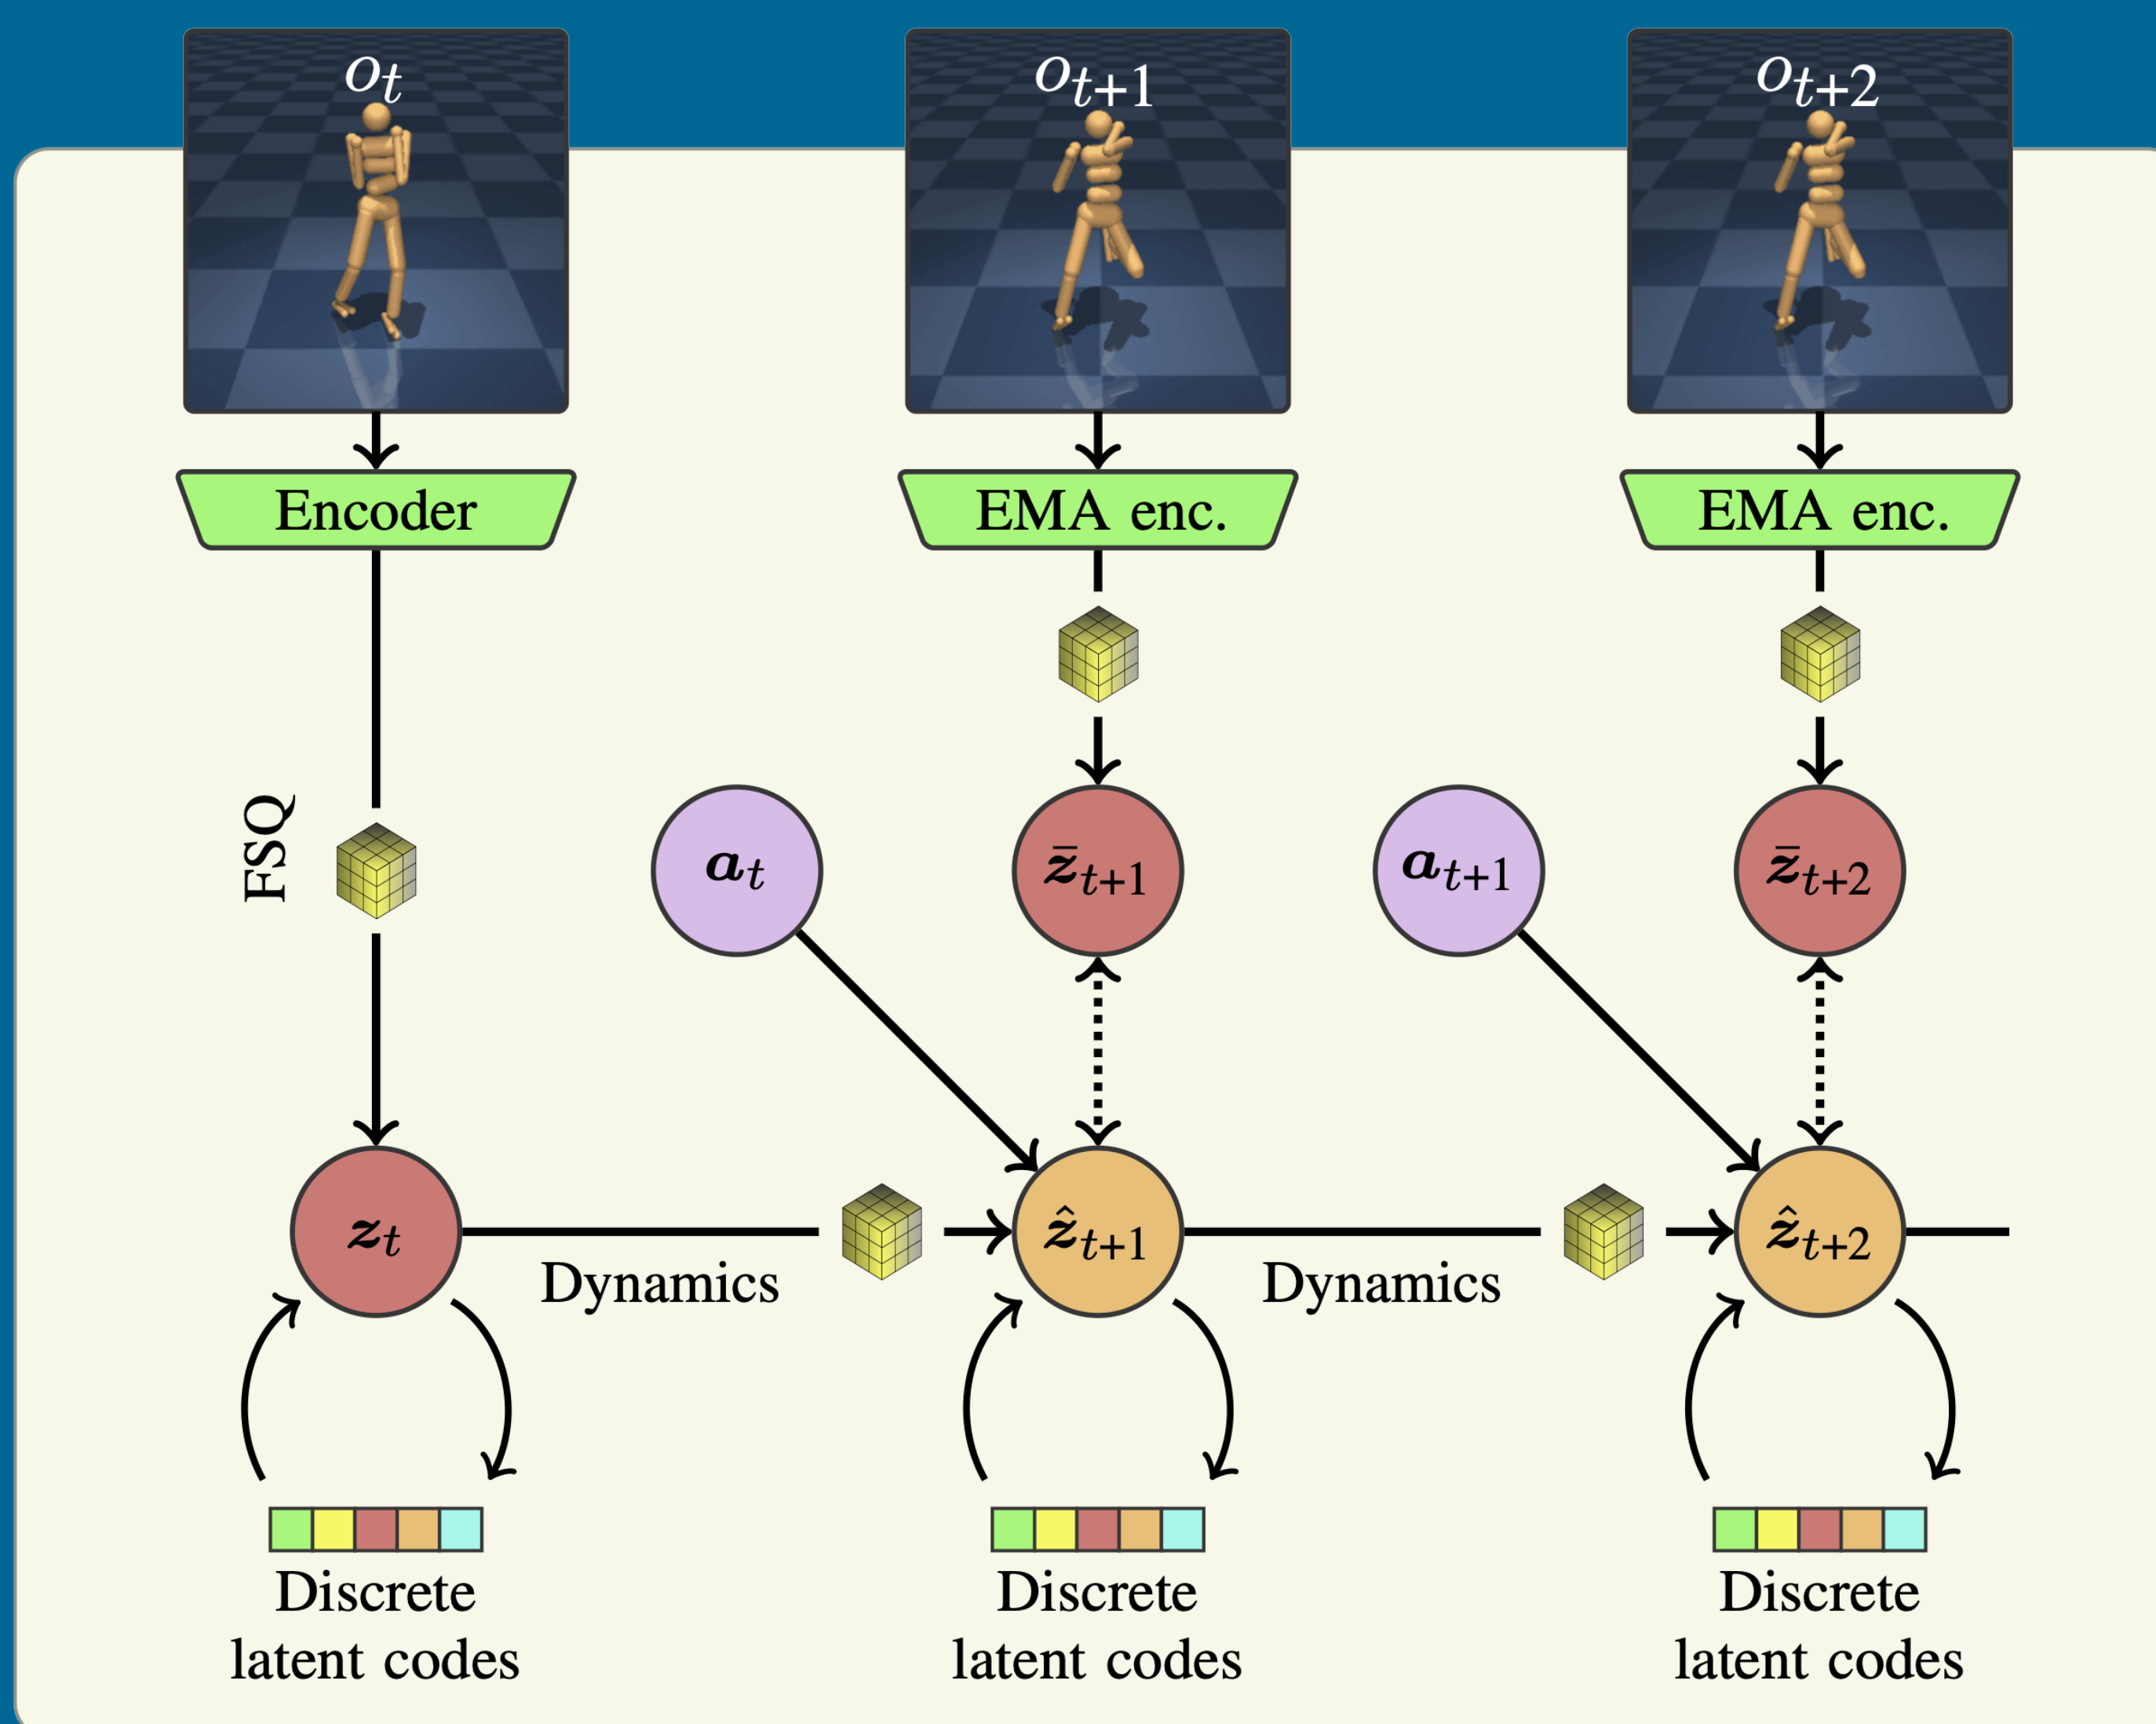 o_t
o_{t+1}
o_{t+2}
Encoder
EMA enc.
EMA enc.
FSQ
a_t
z̄_{t+1}
a_{t+1}
z̄_{t+2}
z_t
Dynamics
ẑ_{t+1}
Dynamics
ẑ_{t+2}
Discrete
latent codes
Discrete
latent codes
Discrete
latent codes